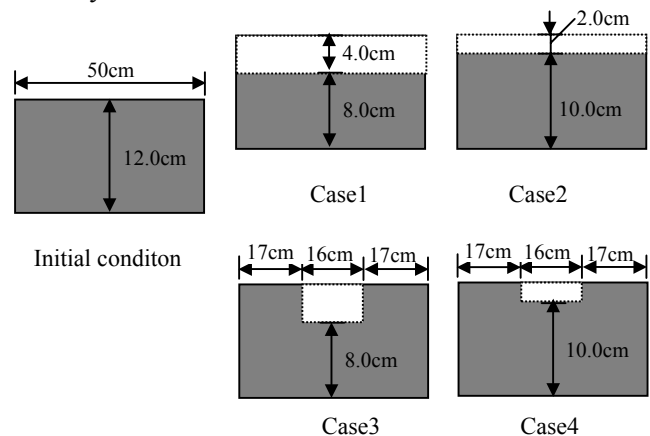 2.0cm
4.0cm
50cm
8.0cm
10.0cm
12.0cm
Case1
Case2
Initial conditon
17cm 16cm 17cm
17cm 16cm 17cm
8.0cm
10.0cm
Case3
Case4